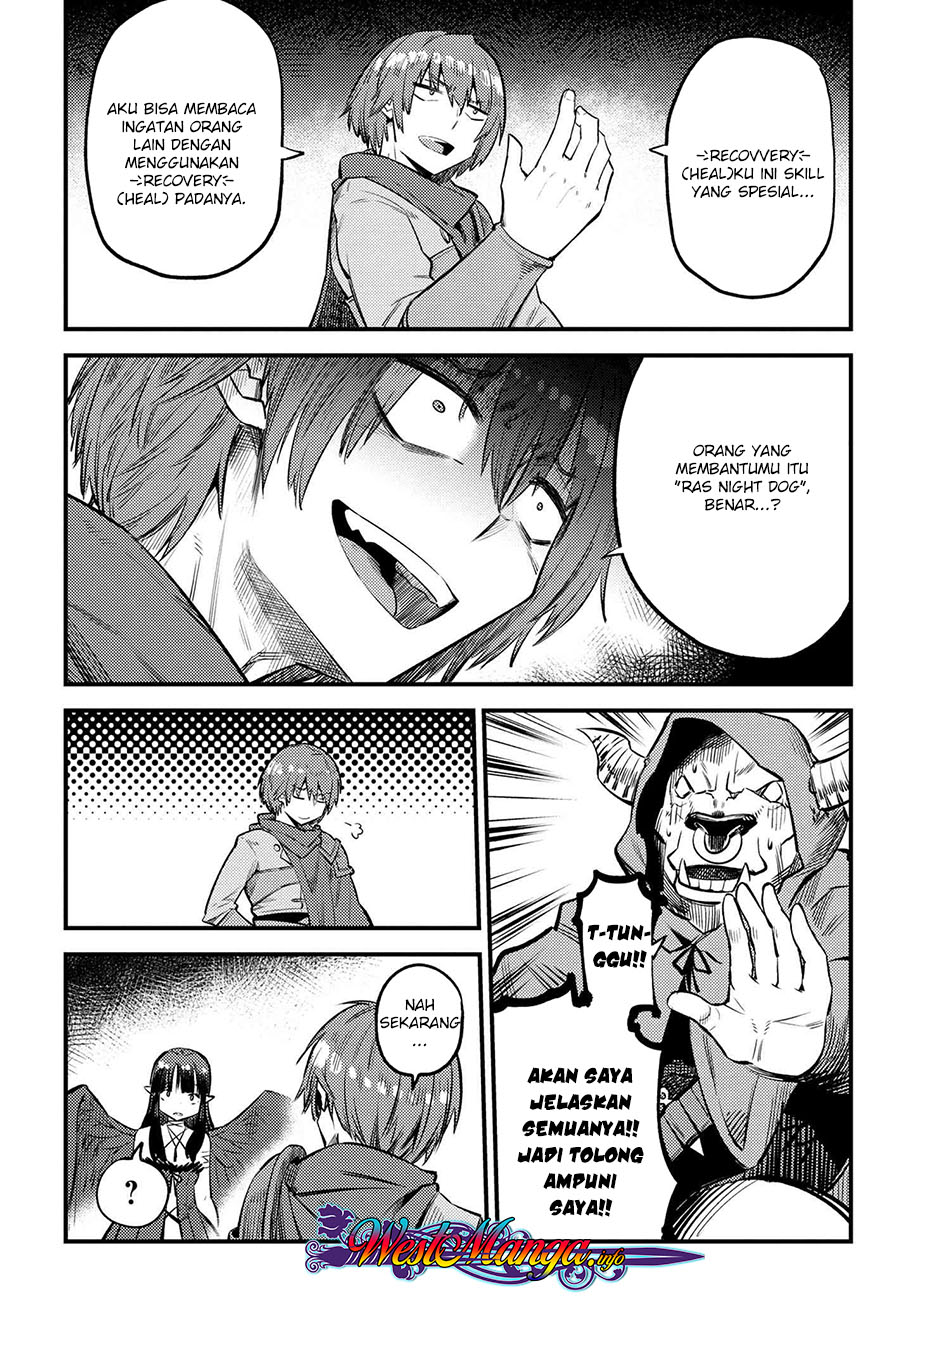 -›:RECOVVERY:‹-
(HEAL)KU INI SKILL
YANG SPESIAL...
AKU BISA MEMBACA
INGATAN ORANG
LAIN DENGAN
MENGGUNAKAN
-›:RECOVERY:‹-
(HEAL) PADANYA.
ORANG YANG
MEMBANTUMU ITU
"RAS NIGHT DOG",
BENAR...?
T-TUN-
GGU!!
AKAN SAYA
JELASKAN
SEMUANYA!!
JADI TOLONG
AMPUNI
SAYA!!
NAH
SEKARANG
...
?
WestManga.info